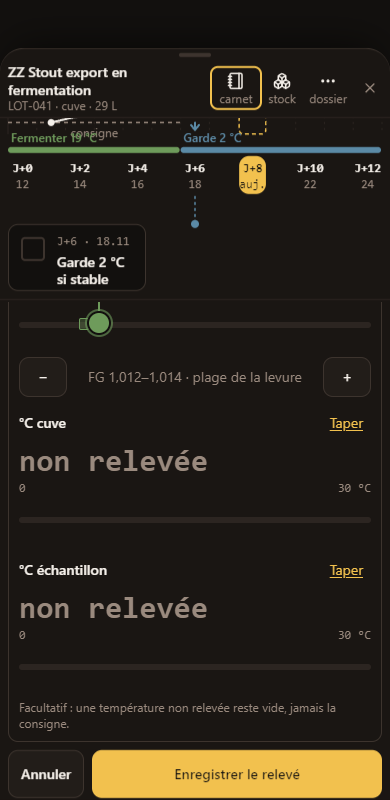 ZZ Stout export en
fermentation
LOT-041 · cuve · 29 L
carnet
stock
dossier
consigne
Fermenter 19 °C
Garde 2 °C
J+0 J+2 J+4 J+6 J+8 J+10 J+12
12 14 16 18 auj. 22 24
J+6 · 18.11
Garde 2 °C
si stable
− FG 1,012–1,014 · plage de la levure +
°C cuve Taper
non relevée
0 30 °C
°C échantillon Taper
non relevée
0 30 °C
Facultatif : une température non relevée reste vide, jamais la
consigne.
Annuler Enregistrer le relevé